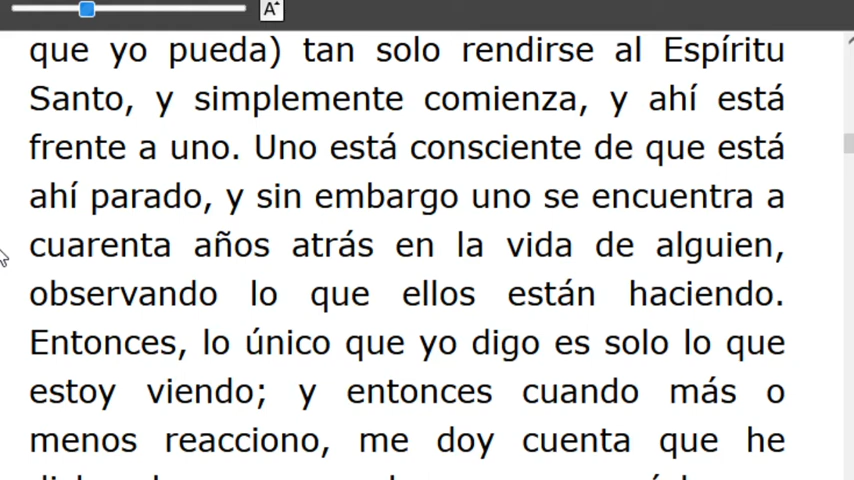 A
que yo pueda) tan solo rendirse al Espíritu
Santo, y simplemente comienza, y ahí está
frente a uno. Uno está consciente de que está
ahí parado, y sin embargo uno se encuentra a
cuarenta años atrás en la vida de alguien,
observando lo que ellos están haciendo.
Entonces, lo único que yo digo es solo lo que
estoy viendo; y entonces cuando más o
menos reacciono, me doy cuenta que he